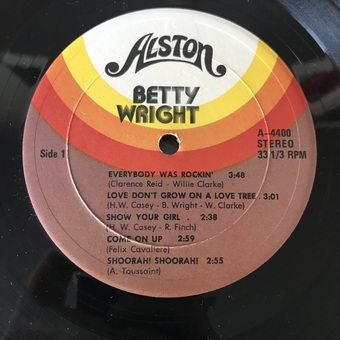 ALSTON
BETTY
WRIGHT
A-4400
STEREO
Side 1 33 1/3 RPM
EVERYBODY WAS ROCKIN' 3:48
(Clarence Reid - Willie Clarke)
LOVE DON'T GROW ON A LOVE TREE 3:01
(H.W. Casey - B. Wright - W. Clarke)
SHOW YOUR GIRL . 2:38
(H. W. Casey - R. Finch)
COME ON UP 2:59
(Felix Cavaliere)
SHOORAH! SHOORAH! 2:55
(A. Toussaint)